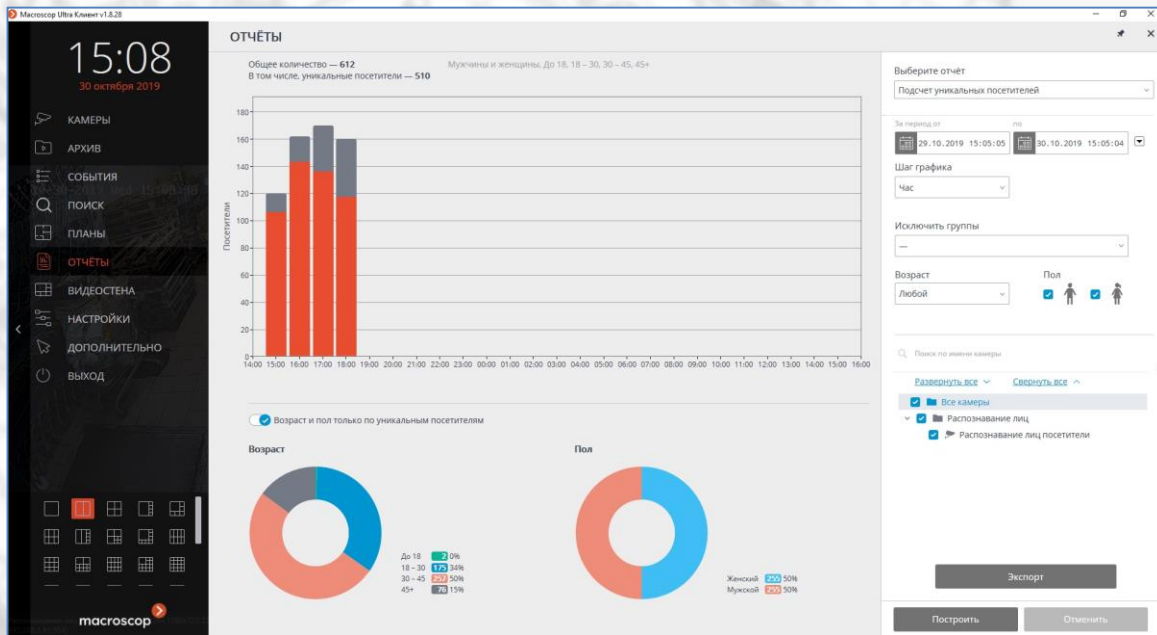 Macroscop Ultra Клиент v1.8.28
15:08
30 октября 2019
КАМЕРЫ
АРХИВ
СОБЫТИЯ
ПОИСК
ПЛАНЫ
ОТЧЁТЫ
ВИДЕОСТЕНА
НАСТРОЙКИ
ДОПОЛНИТЕЛЬНО
ВЫХОД
macroscop
ОТЧЁТЫ
Общее количество — 612
Мужчины и женщины, До 18, 18 – 30, 30 – 45, 45+
В том числе, уникальные посетители — 510
Посетители
180
160
140
120
100
80
60
40
20
0
14:00 15:00 16:00 17:00 18:00 19:00 20:00 21:00 22:00 23:00 00:00 01:00 02:00 03:00 04:00 05:00 06:00 07:00 08:00 09:00 10:00 11:00 12:00 13:00 14:00 15:00 16:00
Возраст и пол только по уникальным посетителям
Возраст
До 18 2 0%
18 – 30 175 34%
30 – 45 257 50%
45+ 76 15%
Пол
Женский 255 50%
Мужской 255 50%
Выберите отчёт
Подсчет уникальных посетителей
За период от по
29.10.2019 15:05:05 30.10.2019 15:05:04
Шаг графика
Час
Исключить группы
—
Возраст Пол
Любой
Поиск по имени камеры
Развернуть все Свернуть все
Все камеры
Распознавание лиц
Распознавание лиц посетители
Экспорт
Построить Отменить